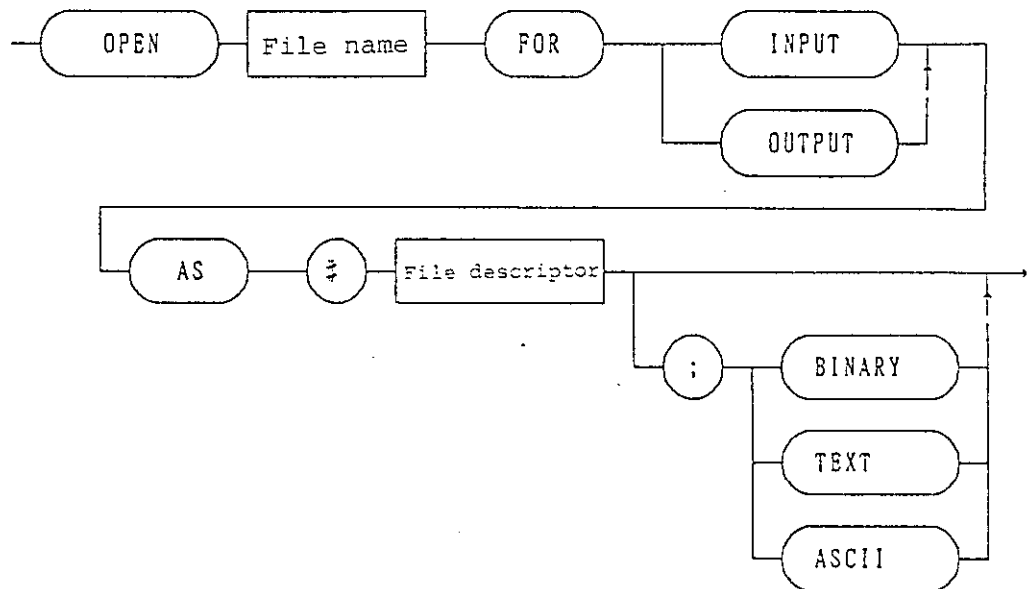 OPEN File name FOR INPUT
OUTPUT
AS # File descriptor
; BINARY
TEXT
ASCII